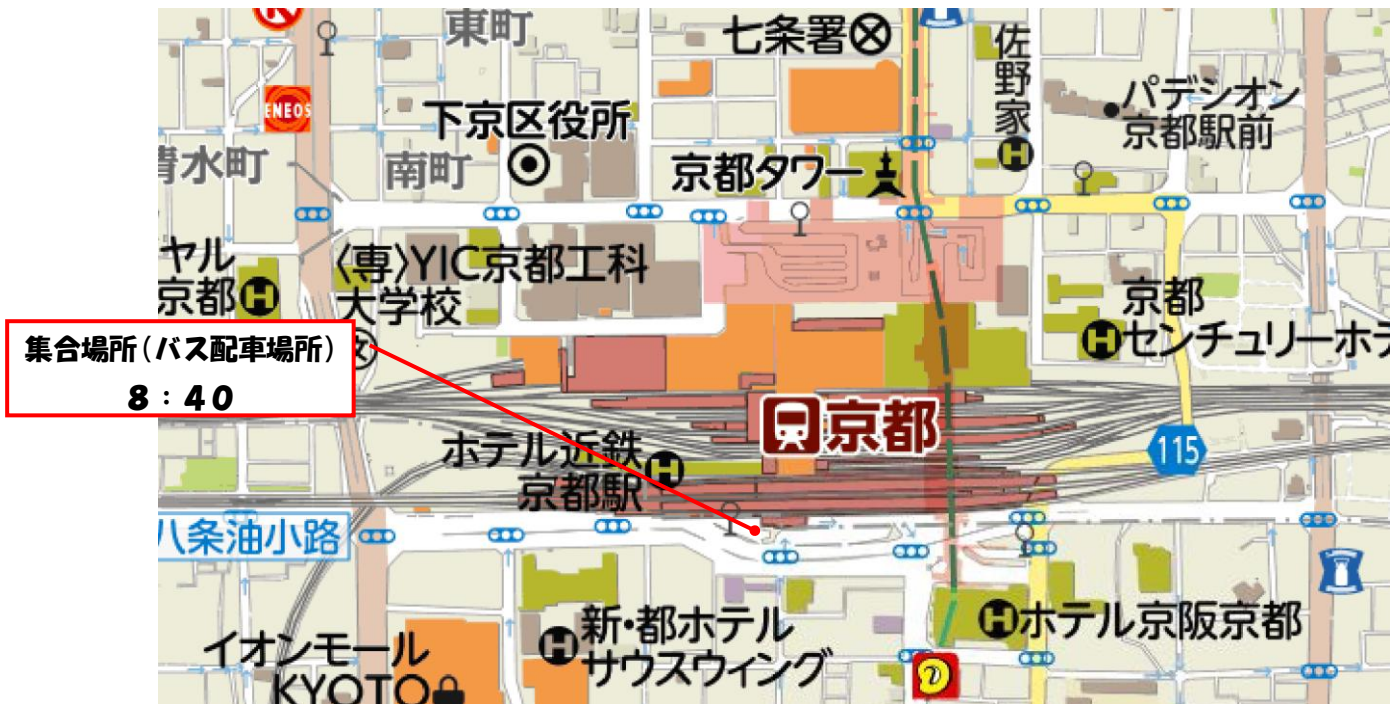 東町
七条署
佐野家
ENEOS
下京区役所
パデシオン
京都駅前
青水町
南町
京都タワー
ヤル
京都
H
〈専〉YIC京都工科
大学校
京都
センチュリーホテ
H
集合場所(バス配車場所)
8:40
京都
ホテル近鉄
京都駅
H
115
八条油小路
新・都ホテル
サウスウィング
H
ホテル京阪京都
H
イオンモール
KYOTO